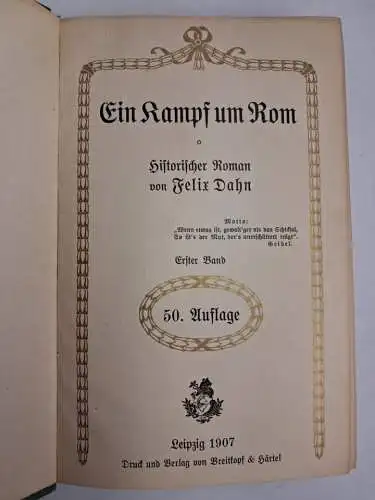 Ein Kampf um Rom
Hiſtoriſcher Roman
von Felix Dahn
Motto:
„Wenn etwas iſt, gewalt'ger als das Schickſal,
So iſt's der Mut, der's unerſchüttert trägt“.
Geibel.
Erſter Band
50. Auflage
Leipzig 1907
Druck und Verlag von Breitkopf & Härtel